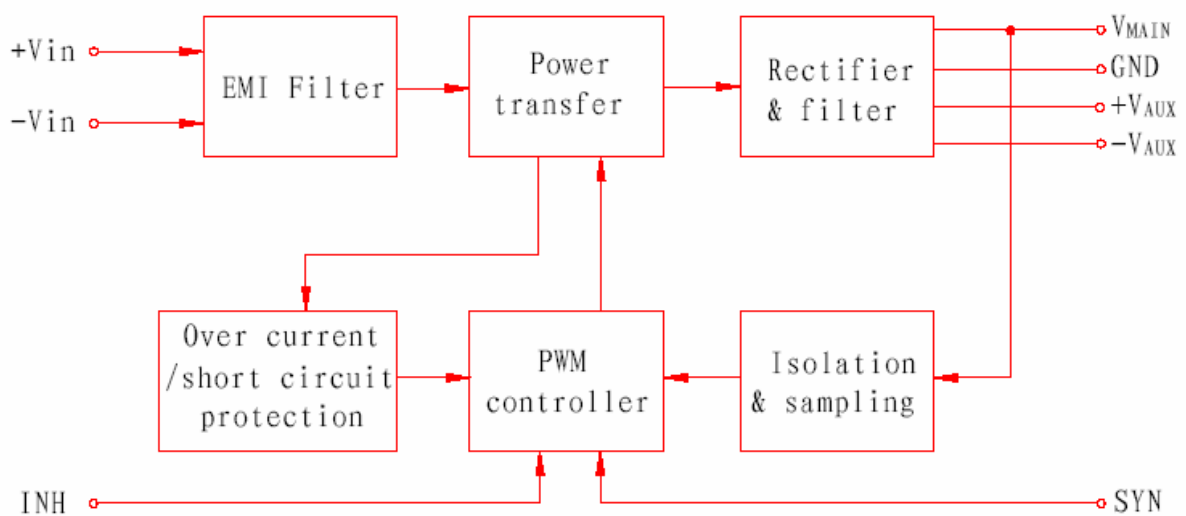 +Vin
-Vin
EMI Filter
Power
transfer
Rectifier
& filter
VMAIN
GND
+VAUX
-VAUX
Over current
/short circuit
protection
PWM
controller
Isolation
& sampling
INH
SYN